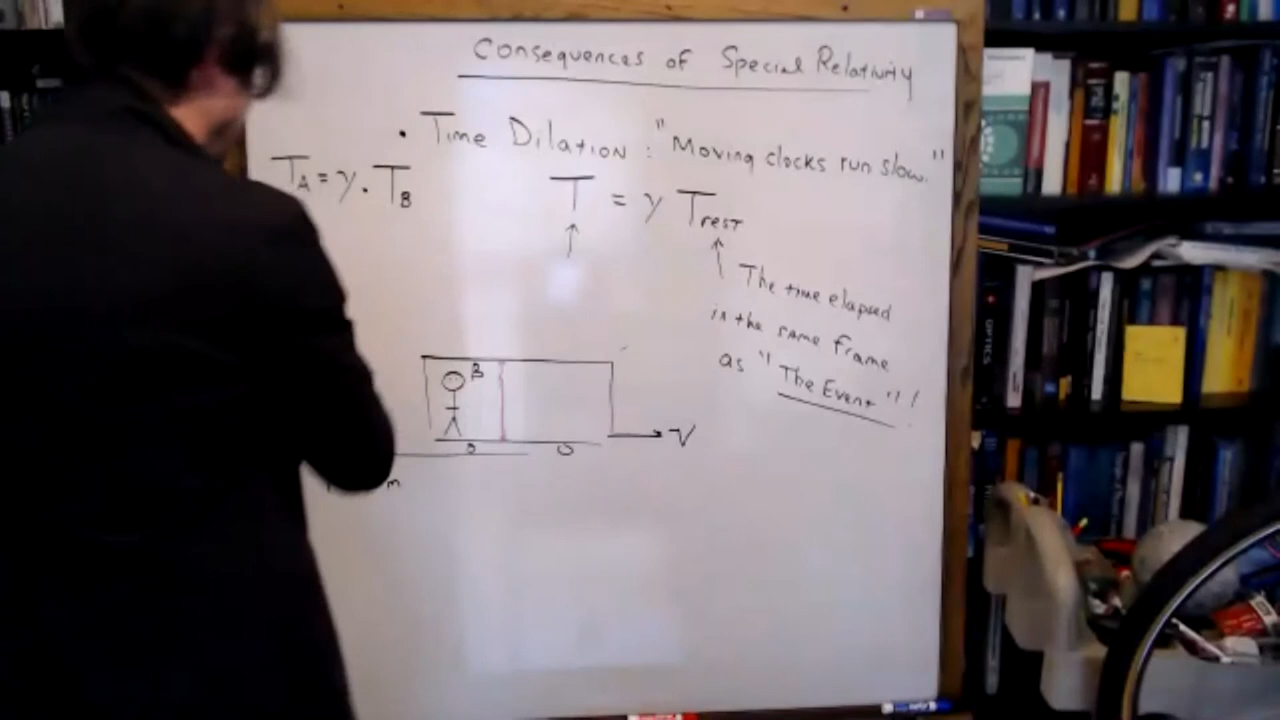 Consequences of Special Relativity
• Time Dilation : "Moving clocks run slow."
T_A = γ · T_B
T = γ T_rest
The time elapsed
in the same frame
as "The Event"!
B
V
m
OPTICS